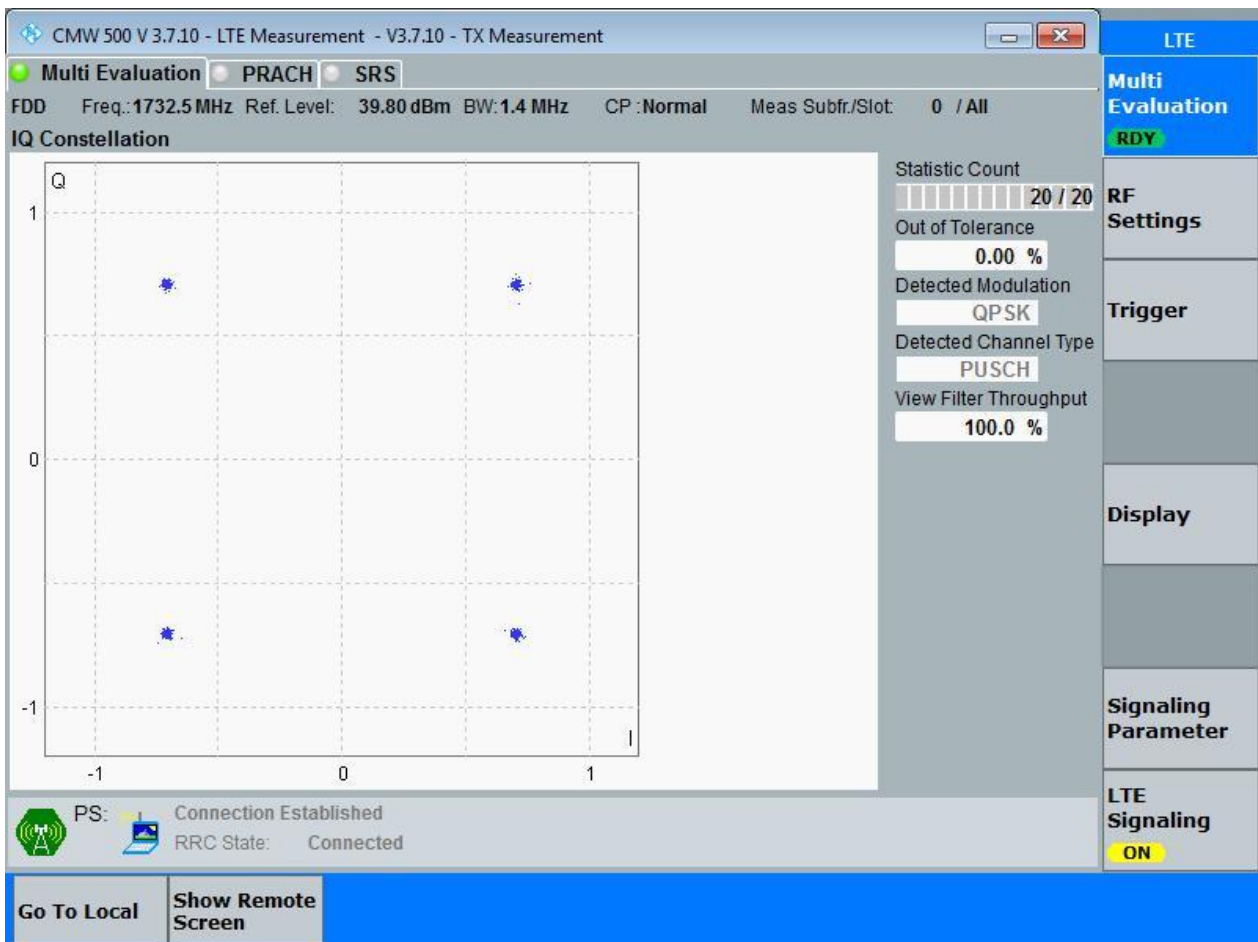 CMW 500 V 3.7.10 - LTE Measurement - V3.7.10 - TX Measurement
LTE
Multi Evaluation PRACH SRS
Multi
Evaluation
RDY
FDD Freq.: 1732.5 MHz Ref. Level: 39.80 dBm BW: 1.4 MHz CP : Normal Meas Subfr./Slot: 0 / All
IQ Constellation
Q
1
0
-1
I
-1 0 1
Statistic Count
20 / 20
Out of Tolerance
0.00 %
Detected Modulation
QPSK
Detected Channel Type
PUSCH
View Filter Throughput
100.0 %
RF
Settings
Trigger
Display
Signaling
Parameter
LTE
Signaling
ON
PS: Connection Established
RRC State: Connected
Go To Local
Show Remote
Screen